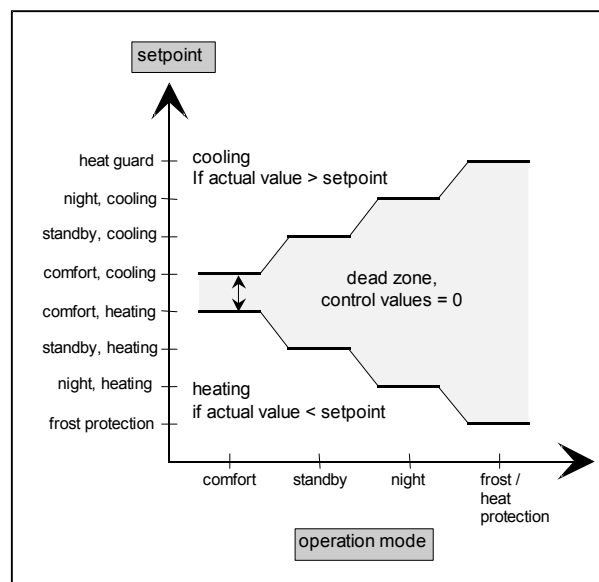 setpoint
heat guard
night, cooling
standby, cooling
comfort, cooling
comfort, heating
standby, heating
night, heating
frost protection
cooling
If actual value > setpoint
dead zone,
control values = 0
heating
if actual value < setpoint
comfort
standby
night
frost /
heat
protection
operation mode